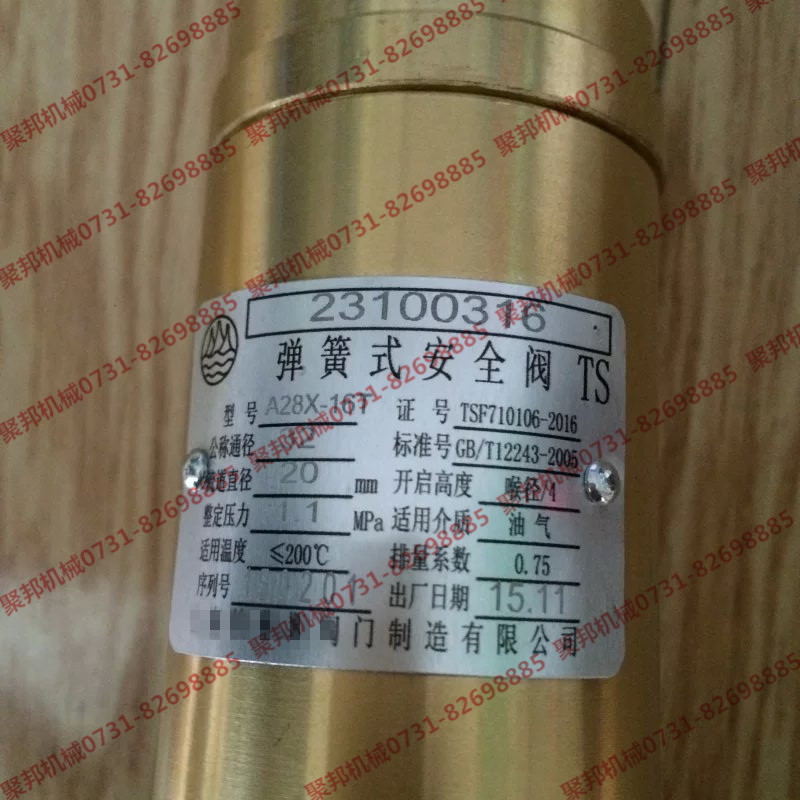 23100316
弹簧式安全阀 TS
型号 A28X-16T 证号 TSF710106-2016
公称通径 32 标准号 GB/T12243-2005
流道直径 20 mm 开启高度 喉径/4
整定压力 1.1 MPa 适用介质 油气
适用温度 ≤200℃ 排量系数 0.75
序列号 出厂日期 15.11
阀门制造有限公司
聚邦机械0731-82698885